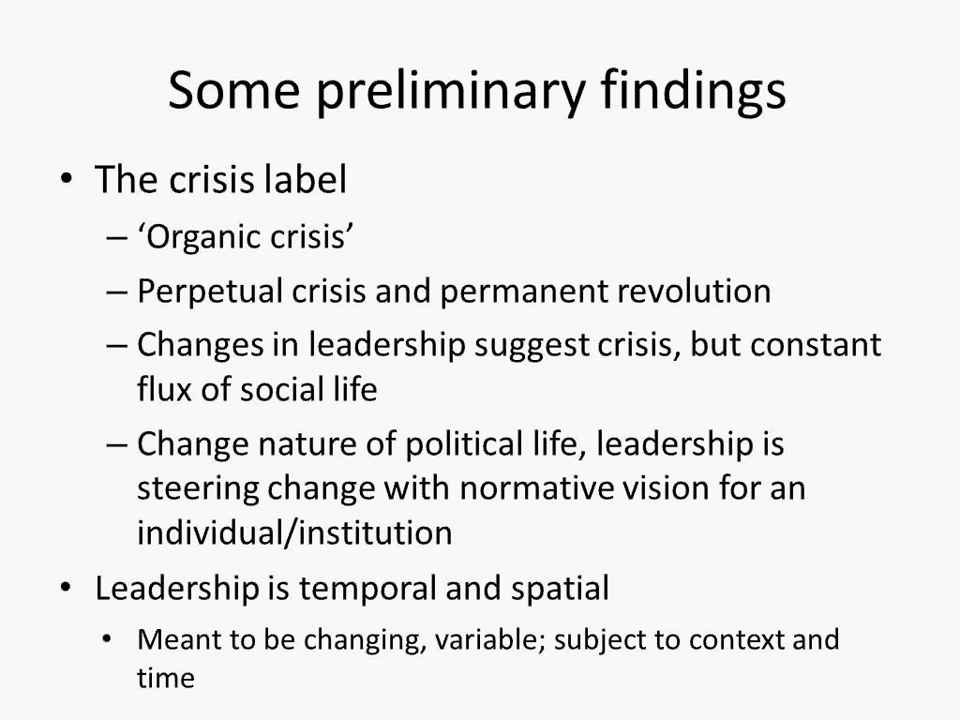 Some preliminary findings
• The crisis label
– ‘Organic crisis’
– Perpetual crisis and permanent revolution
– Changes in leadership suggest crisis, but constant
flux of social life
– Change nature of political life, leadership is
steering change with normative vision for an
individual/institution
• Leadership is temporal and spatial
• Meant to be changing, variable; subject to context and
time